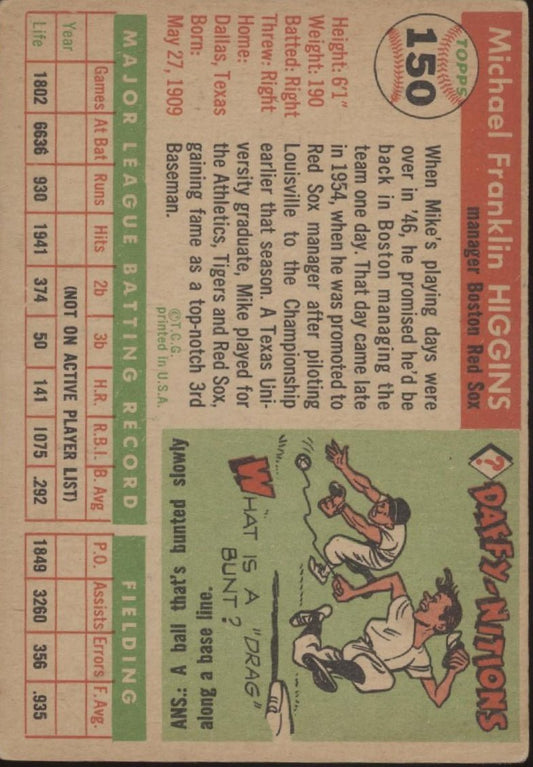 TOPPS
150
Michael Franklin HIGGINS
manager Boston Red Sox
Height: 6'1"
Weight: 190
Batted: Right
Threw: Right
Home:
Dallas, Texas
Born:
May 27, 1909
When Mike's playing days were
over in '46, he promised he'd be
back in Boston managing the
team one day. That day came late
in 1954, when he was promoted to
Red Sox manager after piloting
Louisville to the Championship
earlier that season. A Texas Uni-
versity graduate, Mike played for
the Athletics, Tigers and Red Sox,
gaining fame as a top-notch 3rd
Baseman.
©T.C.G.
printed in U.S.A.
? DAFFY-NITIONS
WHAT IS A "DRAG"
BUNT?
ANS.: A ball that's bunted slowly
along a base line.
MAJOR LEAGUE BATTING RECORD
FIELDING
Games At Bat Runs Hits 2b 3b H.R. R.B.I. B. Avg
P.O. Assists Errors F. Avg.
Year (NOT ON ACTIVE PLAYER LIST)
Life 1802 6636 930 1941 374 50 141 1075 .292 1849 3260 356 .935